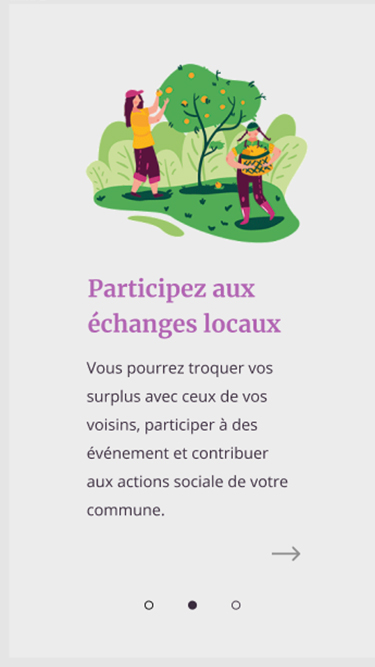 Participez aux
échanges locaux
Vous pourrez troquer vos
surplus avec ceux de vos
voisins, participer à des
événement et contribuer
aux actions sociale de votre
commune.